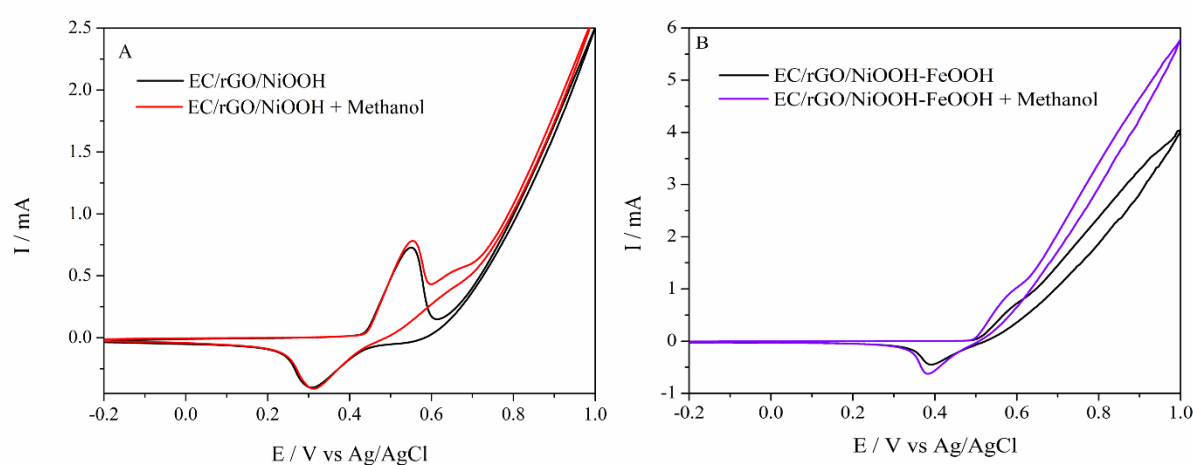 A
EC/rGO/NiOOH
EC/rGO/NiOOH + Methanol
2.5
2.0
1.5
1.0
0.5
0.0
I / mA
-0.2 0.0 0.2 0.4 0.6 0.8 1.0
E / V vs Ag/AgCl
B
EC/rGO/NiOOH-FeOOH
EC/rGO/NiOOH-FeOOH + Methanol
6
5
4
3
2
1
0
-1
I / mA
-0.2 0.0 0.2 0.4 0.6 0.8 1.0
E / V vs Ag/AgCl